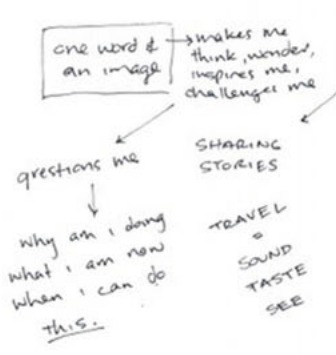 one word &
an image
makes me
think, wonder,
inspires me,
challenges me
questions me
why am i doing
what i am now
when i can do
this.
SHARING
STORIES
TRAVEL
=
SOUND
TASTE
SEE